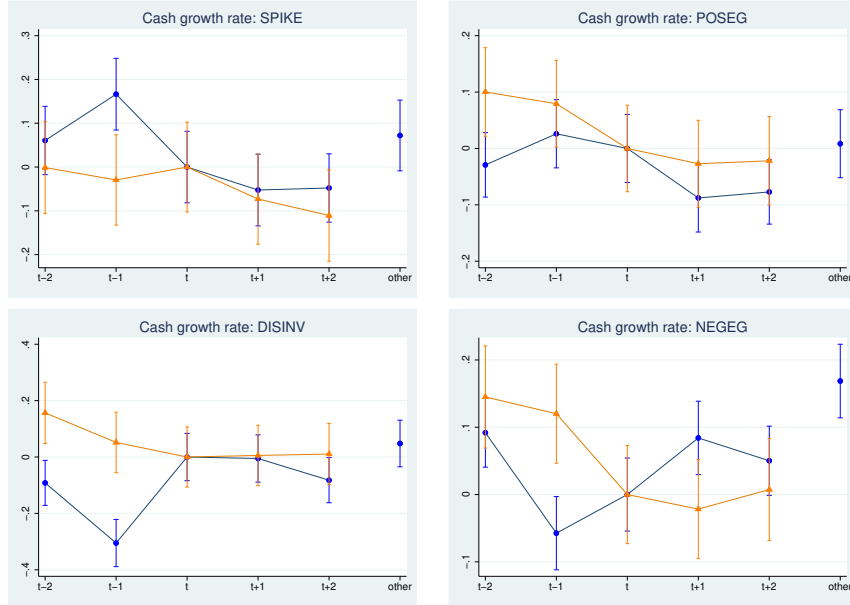 Cash growth rate: SPIKE
.3
.2
.1
0
-.1
-.2
t-2 t-1 t t+1 t+2 other
Cash growth rate: POSEG
.2
.1
0
-.1
-.2
t-2 t-1 t t+1 t+2 other
Cash growth rate: DISINV
.4
.2
0
-.2
-.4
t-2 t-1 t t+1 t+2 other
Cash growth rate: NEGEG
.2
.1
0
-.1
t-2 t-1 t t+1 t+2 other